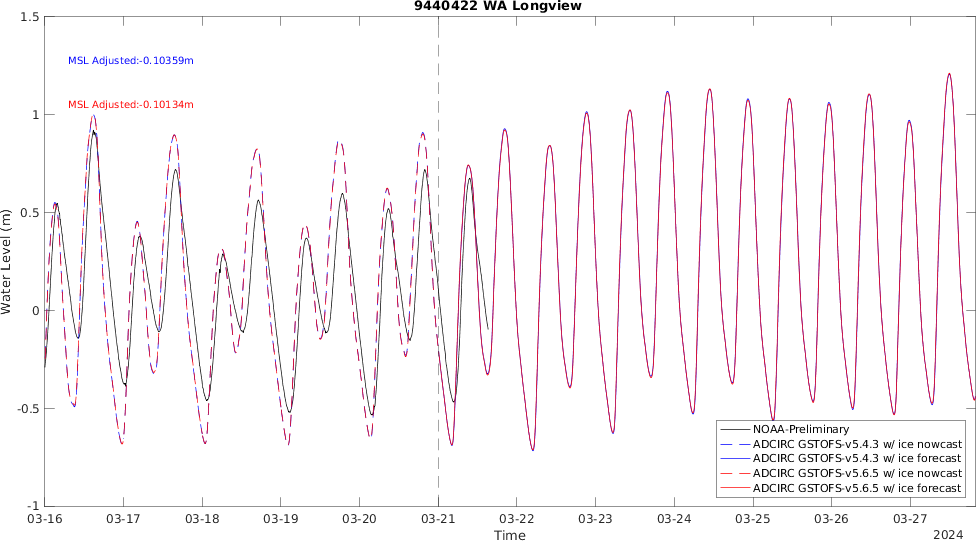 9440422 WA Longview
MSL Adjusted:-0.10359m
MSL Adjusted:-0.10134m
Water Level (m)
1.5
1
0.5
0
-0.5
-1
NOAA-Preliminary
ADCIRC GSTOFS-v5.4.3 w/ ice nowcast
ADCIRC GSTOFS-v5.4.3 w/ ice forecast
ADCIRC GSTOFS-v5.6.5 w/ ice nowcast
ADCIRC GSTOFS-v5.6.5 w/ ice forecast
03-16 03-17 03-18 03-19 03-20 03-21 03-22 03-23 03-24 03-25 03-26 03-27
Time
2024